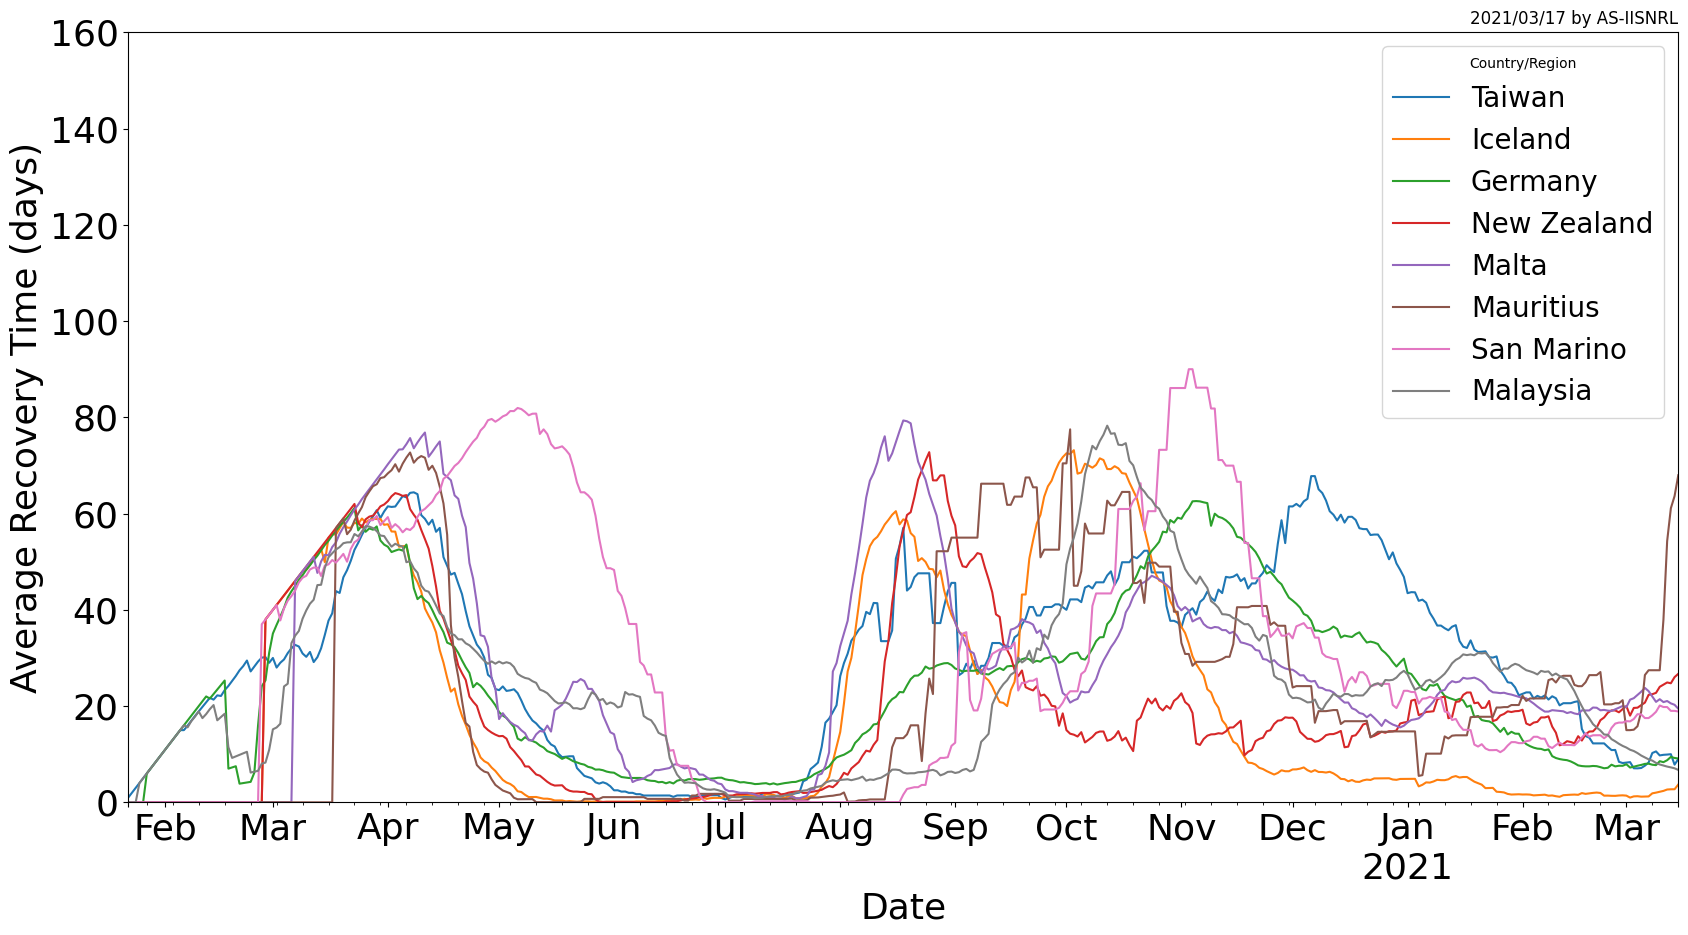 2021/03/17 by AS-IISNRL
160
140
120
100
80
60
40
20
0
Average Recovery Time (days)
Country/Region
Taiwan
Iceland
Germany
New Zealand
Malta
Mauritius
San Marino
Malaysia
Feb Mar Apr May Jun Jul Aug Sep Oct Nov Dec Jan Feb Mar
2021
Date